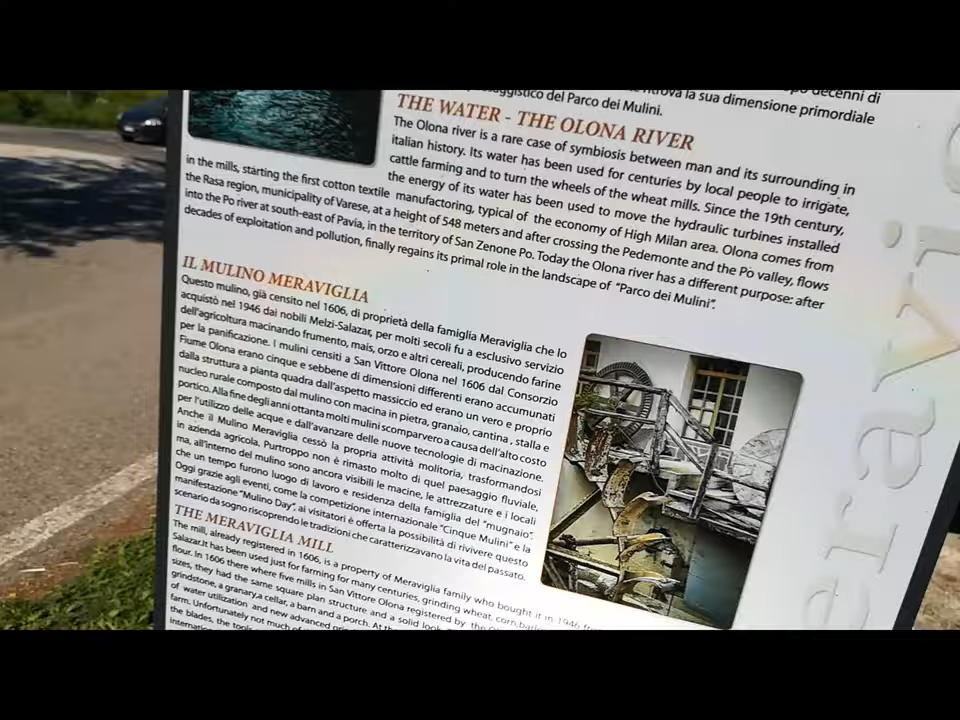 po decenni di
ritrova la sua dimensione primordiale
saggistico del Parco dei Mulini.
THE WATER - THE OLONA RIVER
The Olona river is a rare case of symbiosis between man and its surrounding in
italian history. Its water has been used for centuries by local people to irrigate,
cattle farming and to turn the wheels of the wheat mills. Since the 19th century,
the energy of its water has been used to move the hydraulic turbines installed
in the mills, starting the first cotton textile manufacturing, typical of the economy of High Milan area. Olona comes from
the Rasa region, municipality of Varese, at a height of 548 meters and after crossing the Pedemonte and the Po valley, flows
into the Po river at south-east of Pavia, in the territory of San Zenone Po. Today the Olona river has a different purpose: after
decades of exploitation and pollution, finally regains its primal role in the landscape of "Parco dei Mulini".
IL MULINO MERAVIGLIA
Questo mulino, già censito nel 1606, di proprietà della famiglia Meraviglia che lo
acquistò nel 1946 dai nobili Melzi-Salazar, per molti secoli fu a esclusivo servizio
dell'agricoltura macinando frumento, mais, orzo e altri cereali, producendo farine
per la panificazione. I mulini censiti a San Vittore Olona nel 1606 dal Consorzio
Fiume Olona erano cinque e sebbene di dimensioni differenti erano accumunati
dalla struttura a pianta quadra dall'aspetto massiccio ed erano un vero e proprio
nucleo rurale composto dal mulino con macina in pietra, granaio, cantina , stalla e
portico. Alla fine degli anni ottanta molti mulini scomparvero a causa dell'alto costo
per l'utilizzo delle acque e dall'avanzare delle nuove tecnologie di macinazione.
Anche il Mulino Meraviglia cessò la propria attività molitoria, trasformandosi
in azienda agricola. Purtroppo non è rimasto molto di quel paesaggio fluviale,
ma, all'interno del mulino sono ancora visibili le macine, le attrezzature e i locali
che un tempo furono luogo di lavoro e residenza della famiglia del "mugnaio".
Oggi grazie agli eventi, come la competizione internazionale "Cinque Mulini" e la
manifestazione "Mulino Day", ai visitatori è offerta la possibilità di rivivere questo
scenario da sogno riscoprendo le tradizioni che caratterizzavano la vita del passato.
THE MERAVIGLIA MILL
The mill, already registered in 1606, is a property of Meraviglia family who bought it in 1946 from
Salazar.It has been used just for farming for many centuries, grinding wheat, corn,
flour. In 1606 there where five mills in San Vittore Olona registered by the
sizes, they had the same square plan structure and a solid look
grindstone, a granary,a cellar, a barn and a porch. At th
of water utilization and new advanced
farm. Unfortunately not much of
the blades, the tools
internatio
eravi